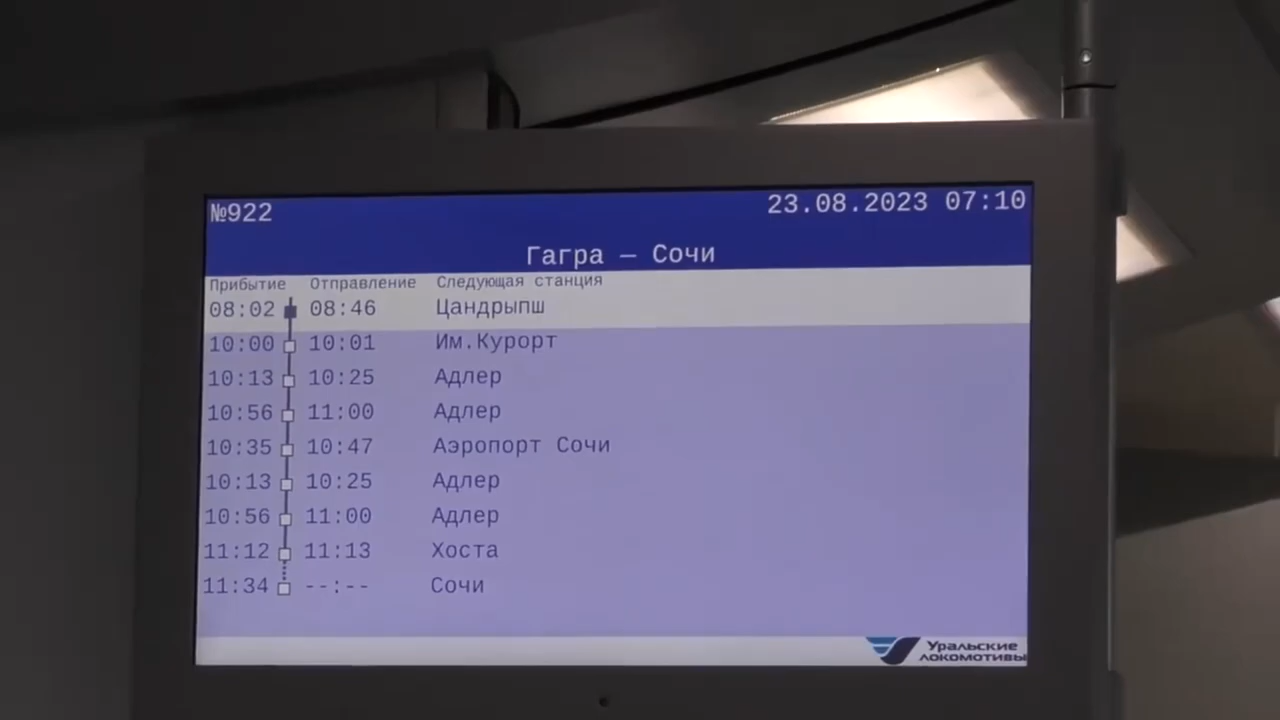 №922 23.08.2023 07:10
Гагра – Сочи
Прибытие Отправление Следующая станция
08:02 08:46 Цандрыпш
10:00 10:01 Им.Курорт
10:13 10:25 Адлер
10:56 11:00 Адлер
10:35 10:47 Аэропорт Сочи
10:13 10:25 Адлер
10:56 11:00 Адлер
11:12 11:13 Хоста
11:34 --:-- Сочи
Уральские
локомотивы